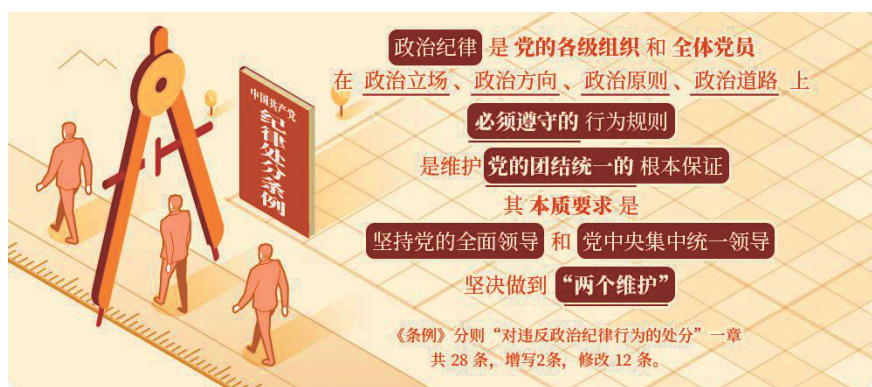 中国共产党
纪律处分条例
政治纪律 是 党的各级组织 和 全体党员
在 政治立场、政治方向、政治原则、政治道路 上
必须遵守的 行为规则
是维护 党的团结统一的 根本保证
其 本质要求 是
坚持党的全面领导 和 党中央集中统一领导
坚决做到 “两个维护”
《条例》分则“对违反政治纪律行为的处分”一章
共 28 条，增写2条，修改 12 条。